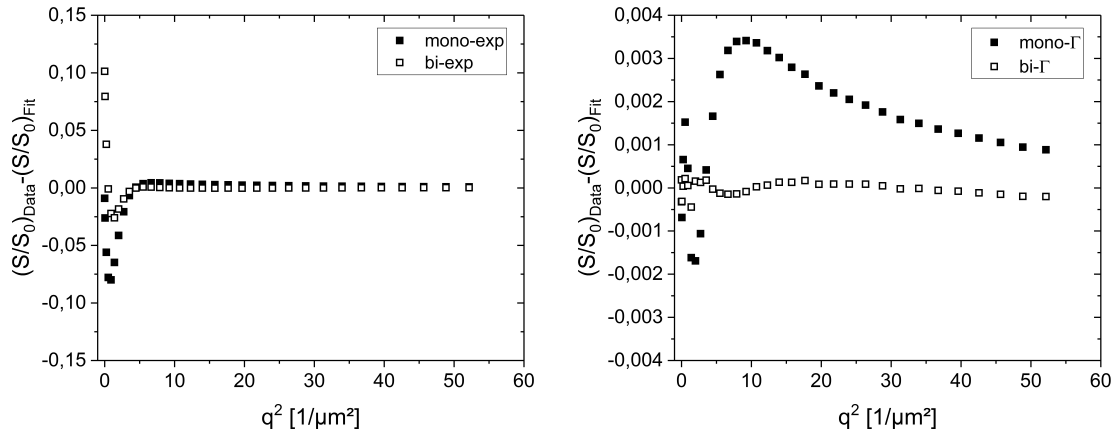 0,15
0,10
0,05
0,00
-0,05
-0,10
-0,15
(S/S0)Data-(S/S0)Fit
mono-exp
bi-exp
0 10 20 30 40 50 60
q² [1/µm²]
0,004
0,003
0,002
0,001
0,000
-0,001
-0,002
-0,003
-0,004
(S/S0)Data-(S/S0)Fit
mono-Γ
bi-Γ
0 10 20 30 40 50 60
q² [1/µm²]